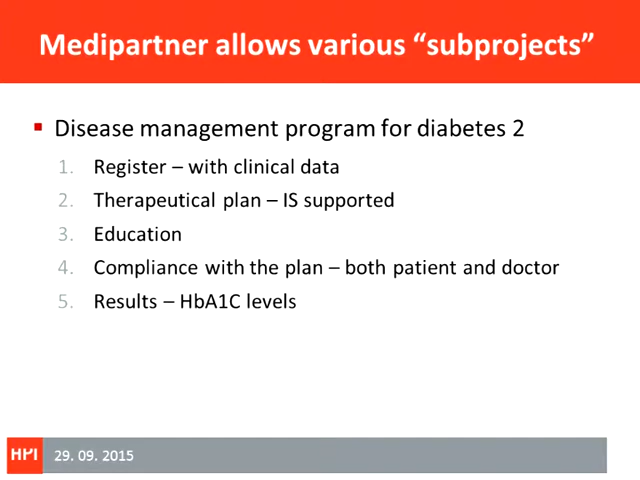 Medipartner allows various “subprojects”
Disease management program for diabetes 2
1. Register – with clinical data
2. Therapeutical plan – IS supported
3. Education
4. Compliance with the plan – both patient and doctor
5. Results – HbA1C levels
HPI 29. 09. 2015